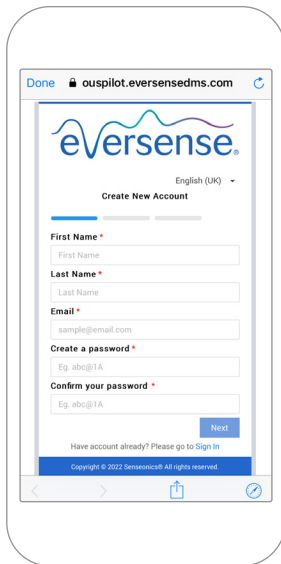 Done ouspilot.eversensedms.com
eversense®
English (UK)
Create New Account
First Name *
First Name
Last Name *
Last Name
Email *
sample@email.com
Create a password *
Eg. abc@1A
Confirm your password *
Eg. abc@1A
Next
Have account already? Please go to Sign In
Copyright © 2022 Senseonics® All rights reserved.